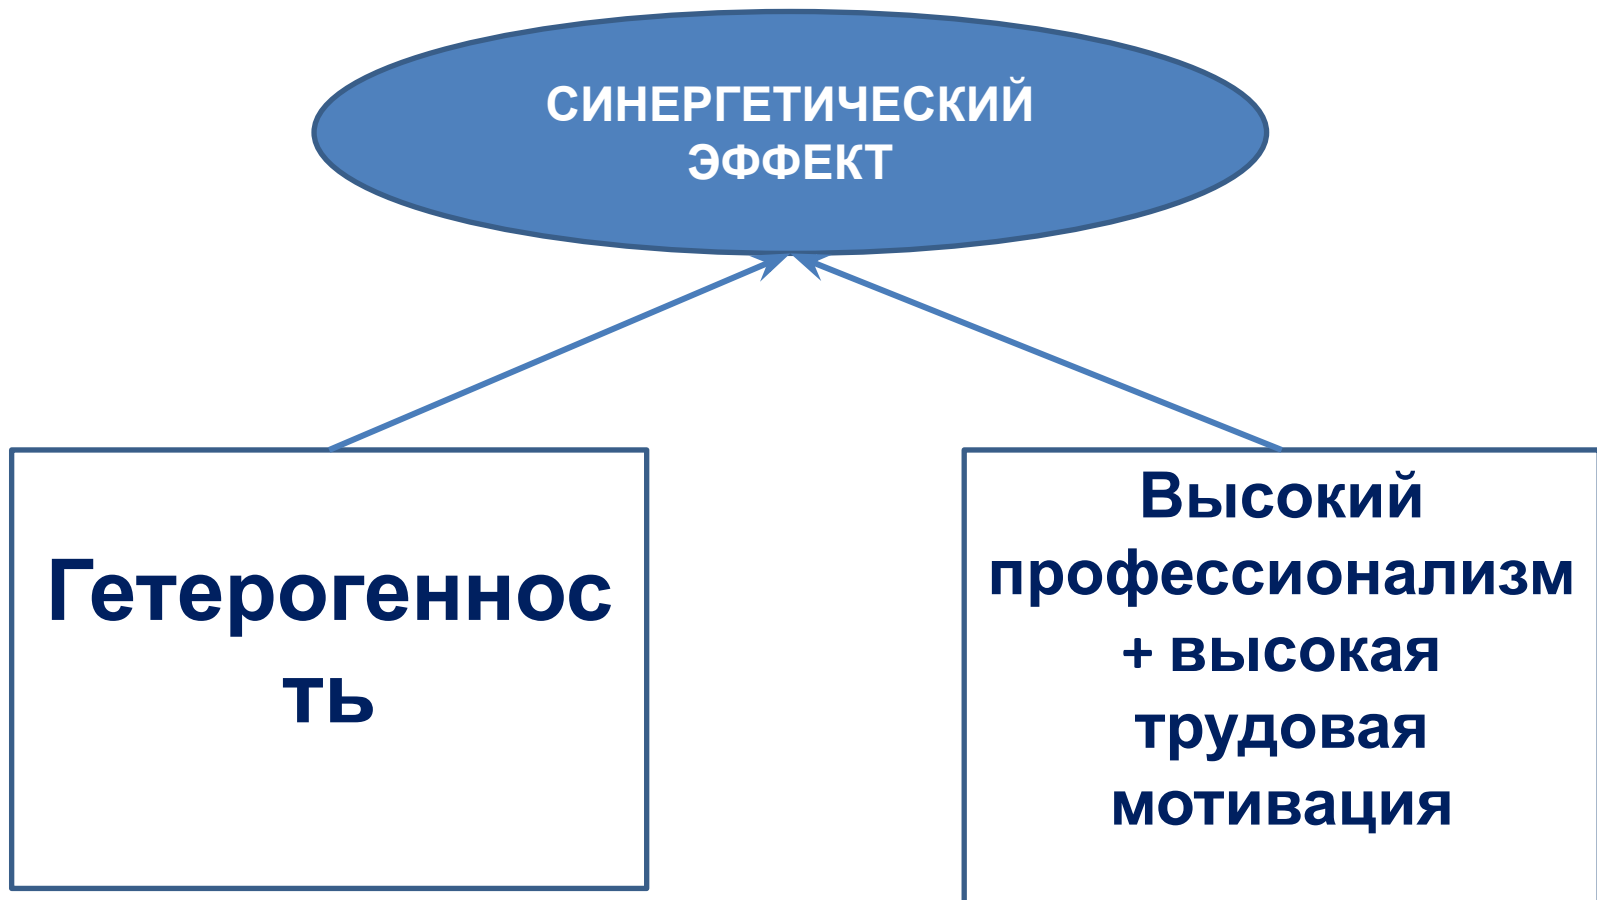 СИНЕРГЕТИЧЕСКИЙ
ЭФФЕКТ
Гетерогеннос
ть
Высокий
профессионализм
+ высокая
трудовая
мотивация